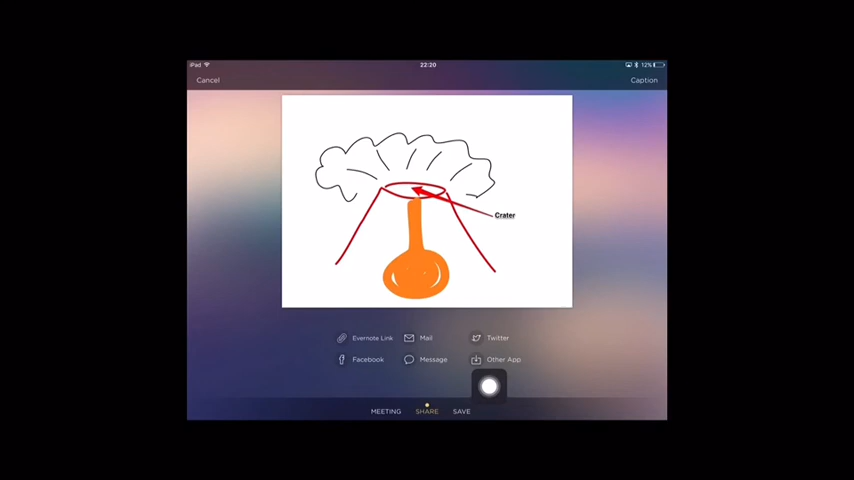 iPad 22:20 12%
Cancel Caption
Crater
Evernote Link Mail Twitter
Facebook Message Other App
MEETING SHARE SAVE